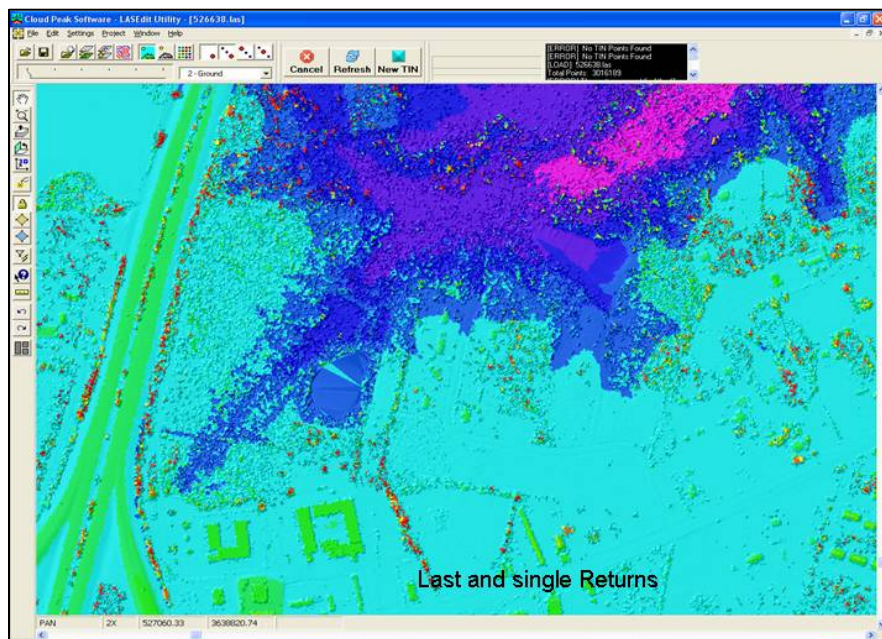 Cloud Peak Software - LASEdit Utility - [526638.las]
File Edit Settings Project Window Help
2 - Ground
Cancel Refresh New TIN
[ERROR] No TIN Points Found
[ERROR] No TIN Points Found
[LOAD] 526638.las
Total Points: 3016189
Last and single Returns
PAN 2X 527060.33 3638820.74